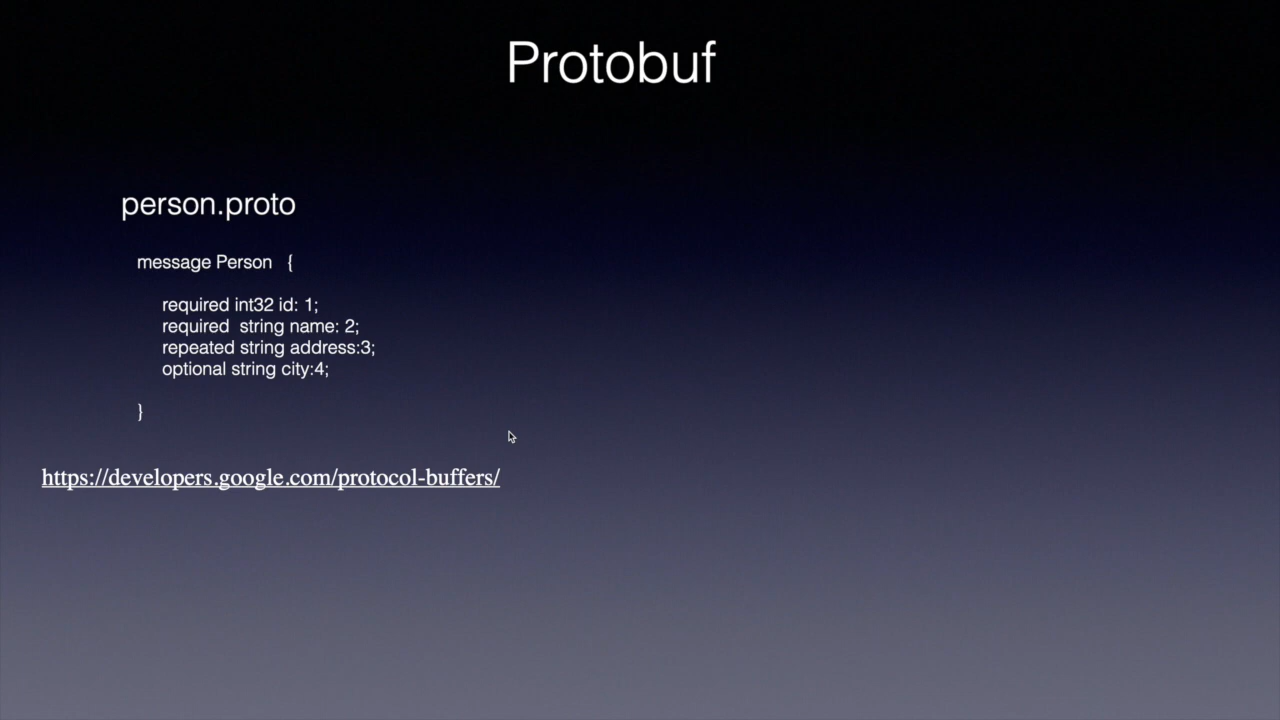 Protobuf
person.proto
message Person {
required int32 id: 1;
required string name: 2;
repeated string address:3;
optional string city:4;
}
https://developers.google.com/protocol-buffers/